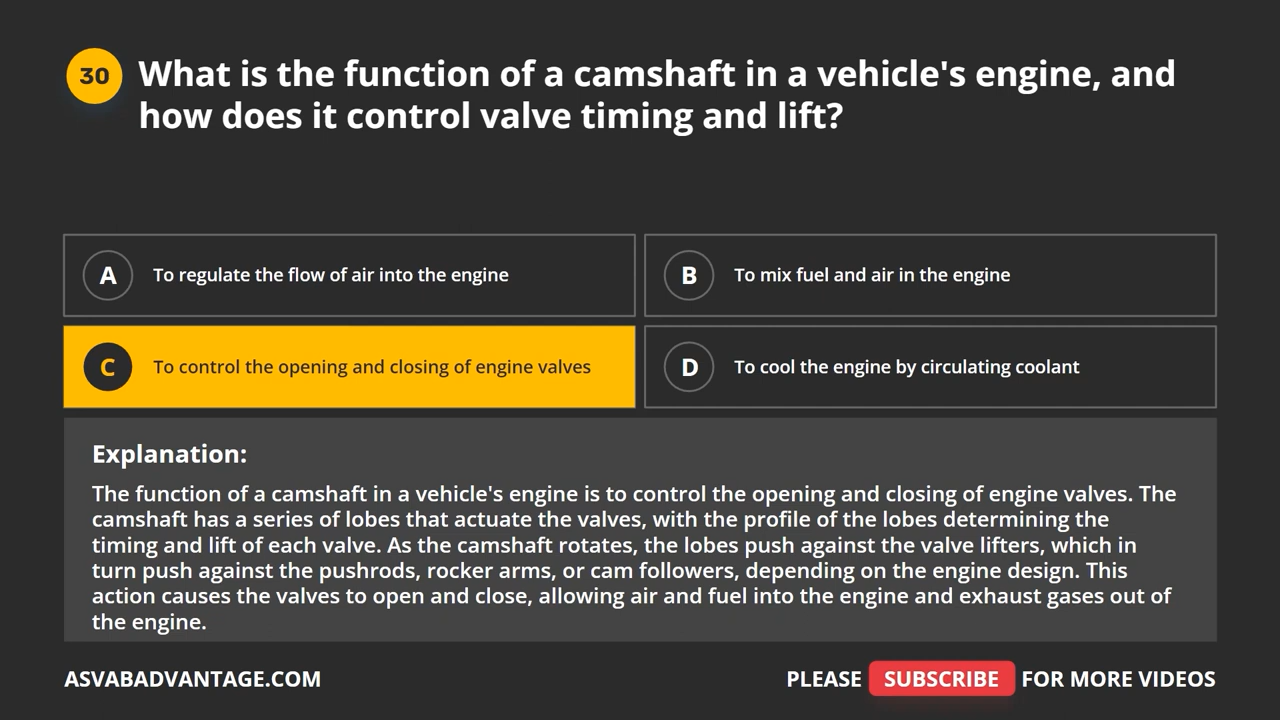 30
What is the function of a camshaft in a vehicle's engine, and
how does it control valve timing and lift?
A To regulate the flow of air into the engine
B To mix fuel and air in the engine
C To control the opening and closing of engine valves
D To cool the engine by circulating coolant
Explanation:
The function of a camshaft in a vehicle's engine is to control the opening and closing of engine valves. The
camshaft has a series of lobes that actuate the valves, with the profile of the lobes determining the
timing and lift of each valve. As the camshaft rotates, the lobes push against the valve lifters, which in
turn push against the pushrods, rocker arms, or cam followers, depending on the engine design. This
action causes the valves to open and close, allowing air and fuel into the engine and exhaust gases out of
the engine.
ASVABADVANTAGE.COM
PLEASE SUBSCRIBE FOR MORE VIDEOS